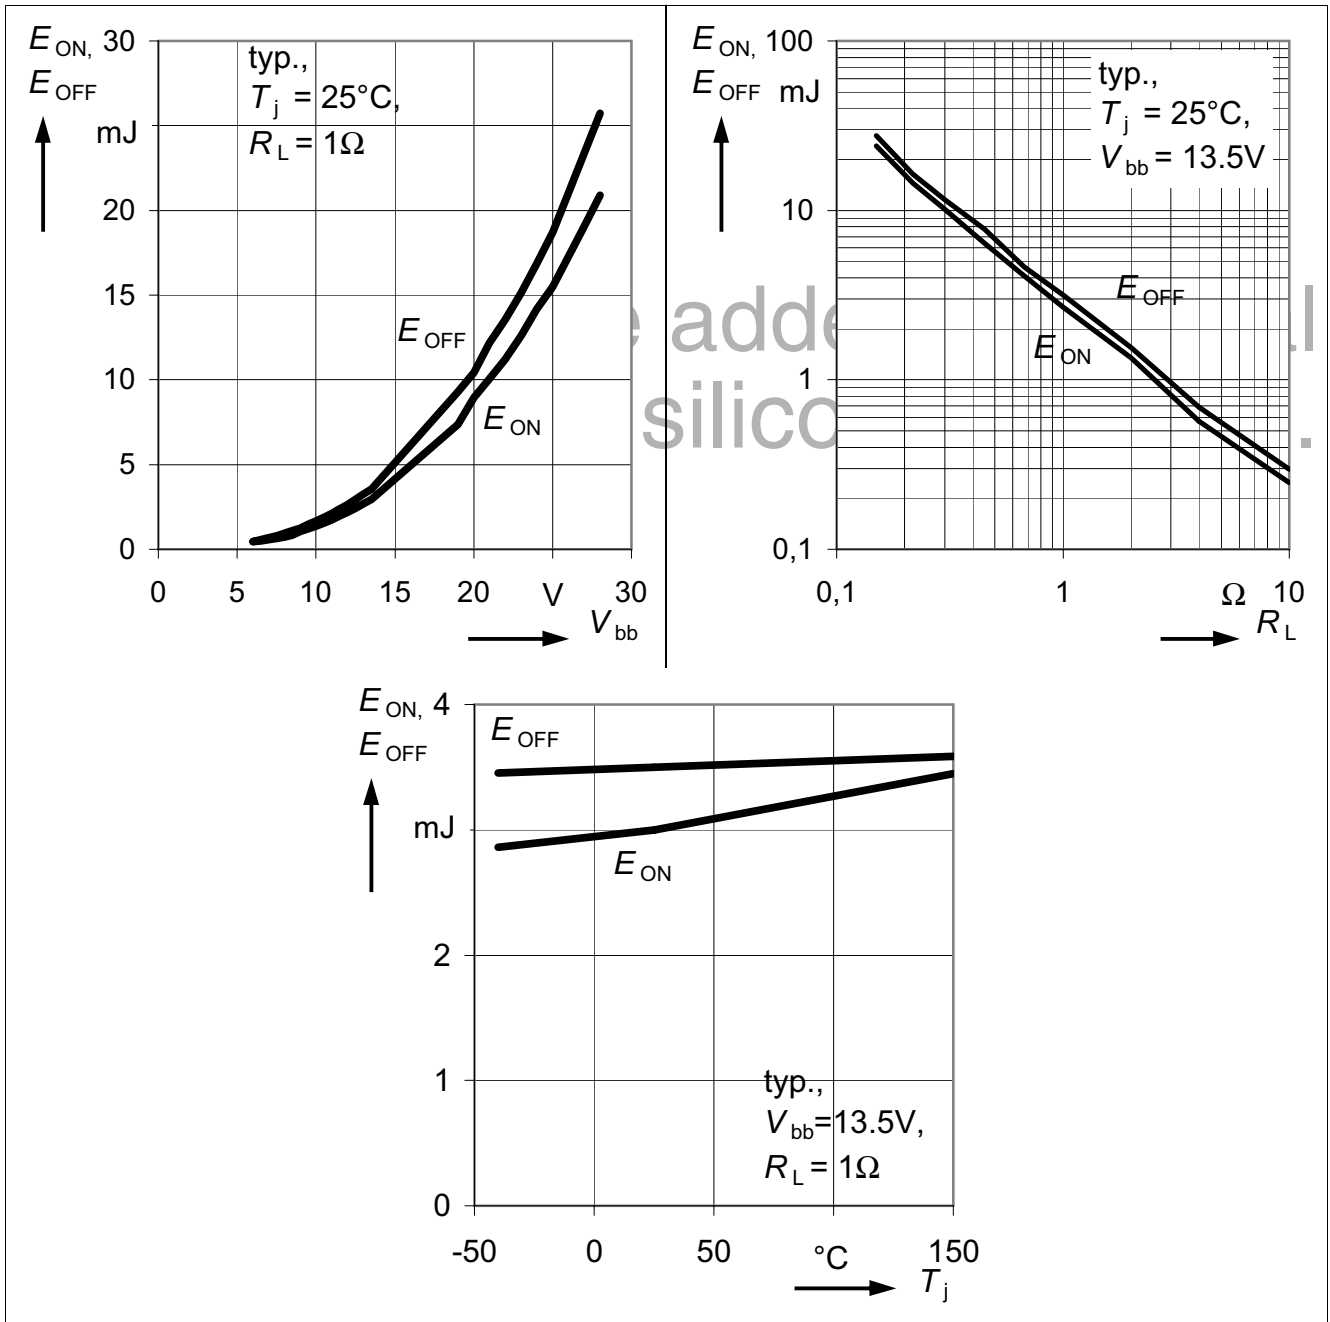 E ON, 30
E OFF
mJ
typ.,
T j = 25°C,
R L = 1Ω
20
15
10
5
0
E OFF
E ON
0 5 10 15 20 V 30
V bb
E ON, 100
E OFF mJ
typ.,
T j = 25°C,
V bb = 13.5V
10
1
0,1
E OFF
E ON
0,1 1 Ω 10
R L
adde
silico
E ON, 4
E OFF
mJ
2
1
0
E OFF
E ON
typ.,
V bb=13.5V,
R L = 1Ω
-50 0 50 °C 150
T j